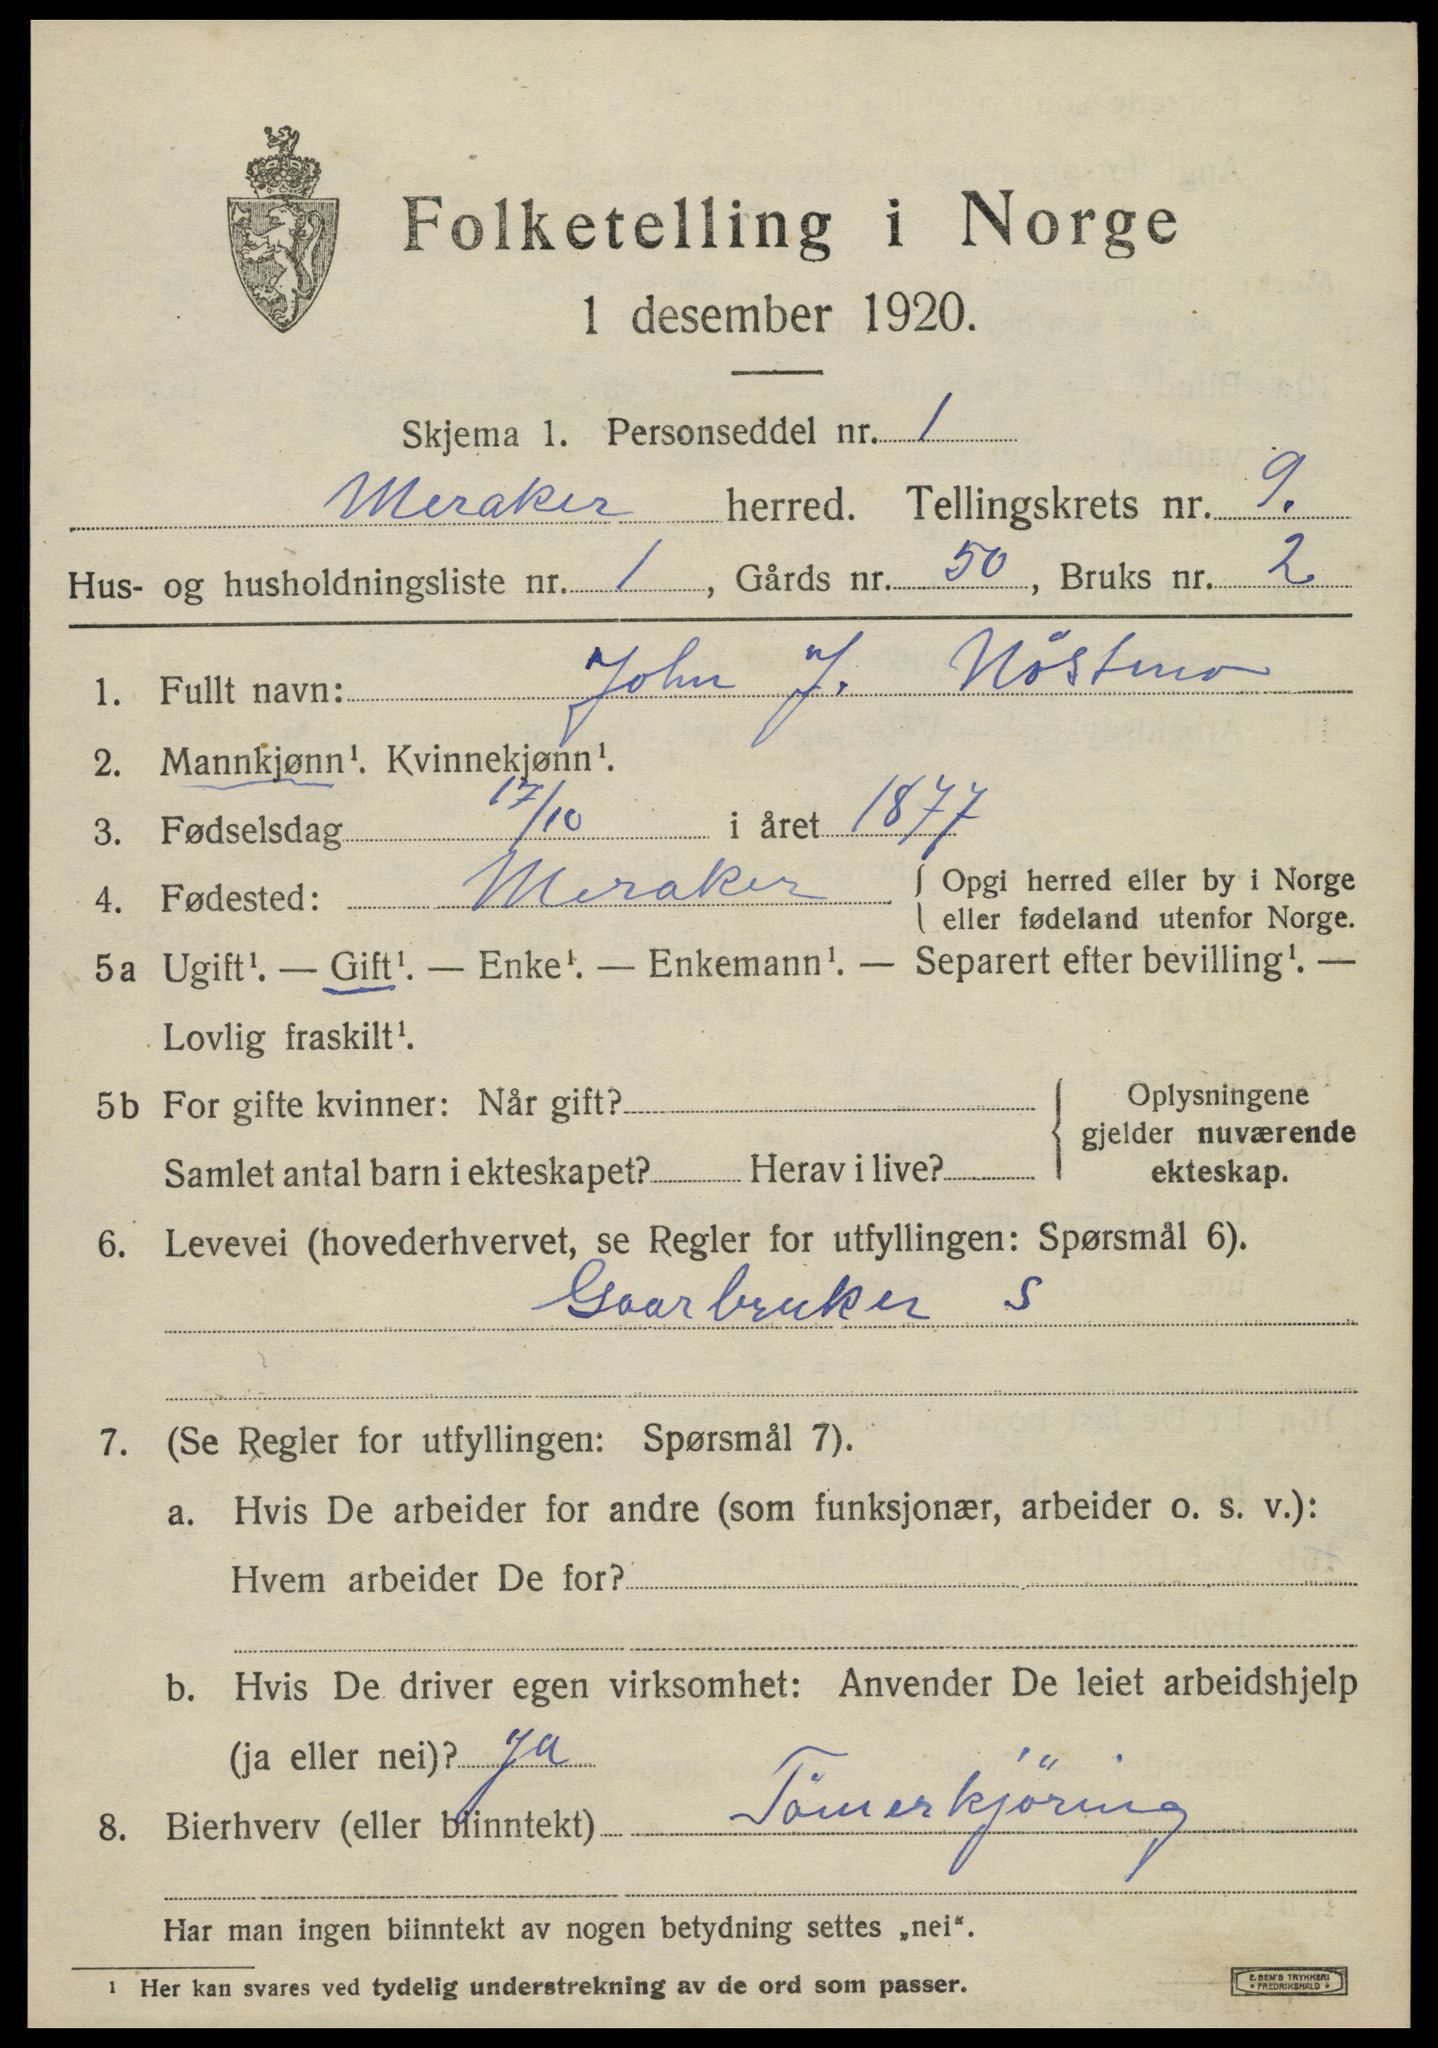 Folketelling i Norge
1 desember 1920.
Skjema 1. Personseddel nr. 1
Meraker herred. Tellingskrets nr. 9.
Hus- og husholdningsliste nr. 1, Gårds nr. 50, Bruks nr. 2
1. Fullt navn: John J. Nöstmo
2. Mannkjønn¹. Kvinnekjønn¹.
3. Fødselsdag 17/10 i året 1877
4. Fødested: Meraker { Opgi herred eller by i Norge
eller fødeland utenfor Norge.
5a Ugift¹. — Gift¹. — Enke¹. — Enkemann¹. — Separert efter bevilling¹. —
Lovlig fraskilt¹.
5b For gifte kvinner: Når gift? { Oplysningene
gjelder nuværende
Samlet antal barn i ekteskapet? Herav i live? ekteskap.
6. Levevei (hovederhvervet, se Regler for utfyllingen: Spørsmål 6).
Gaarbruker S
7. (Se Regler for utfyllingen: Spørsmål 7).
a. Hvis De arbeider for andre (som funksjonær, arbeider o. s. v.):
Hvem arbeider De for?
b. Hvis De driver egen virksomhet: Anvender De leiet arbeidshjelp
(ja eller nei)? Ja
8. Bierhverv (eller biinntekt) Tömerkjöring
Har man ingen biinntekt av nogen betydning settes „nei“.
¹ Her kan svares ved tydelig understrekning av de ord som passer.
E. SEM'S TRYKKERI
FREDRIKSHALD